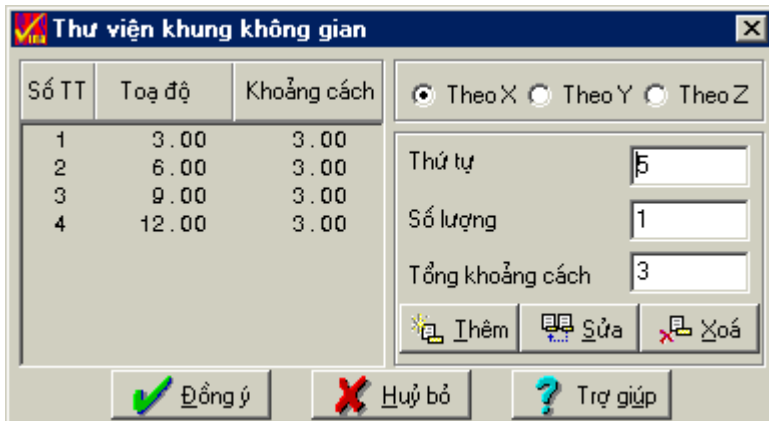 Thư viện khung không gian
Số TT Toạ độ Khoảng cách
1 3.00 3.00
2 6.00 3.00
3 9.00 3.00
4 12.00 3.00
Theo X Theo Y Theo Z
Thứ tự 5
Số lượng 1
Tổng khoảng cách 3
Thêm Sửa Xoá
Đồng ý Huỷ bỏ Trợ giúp